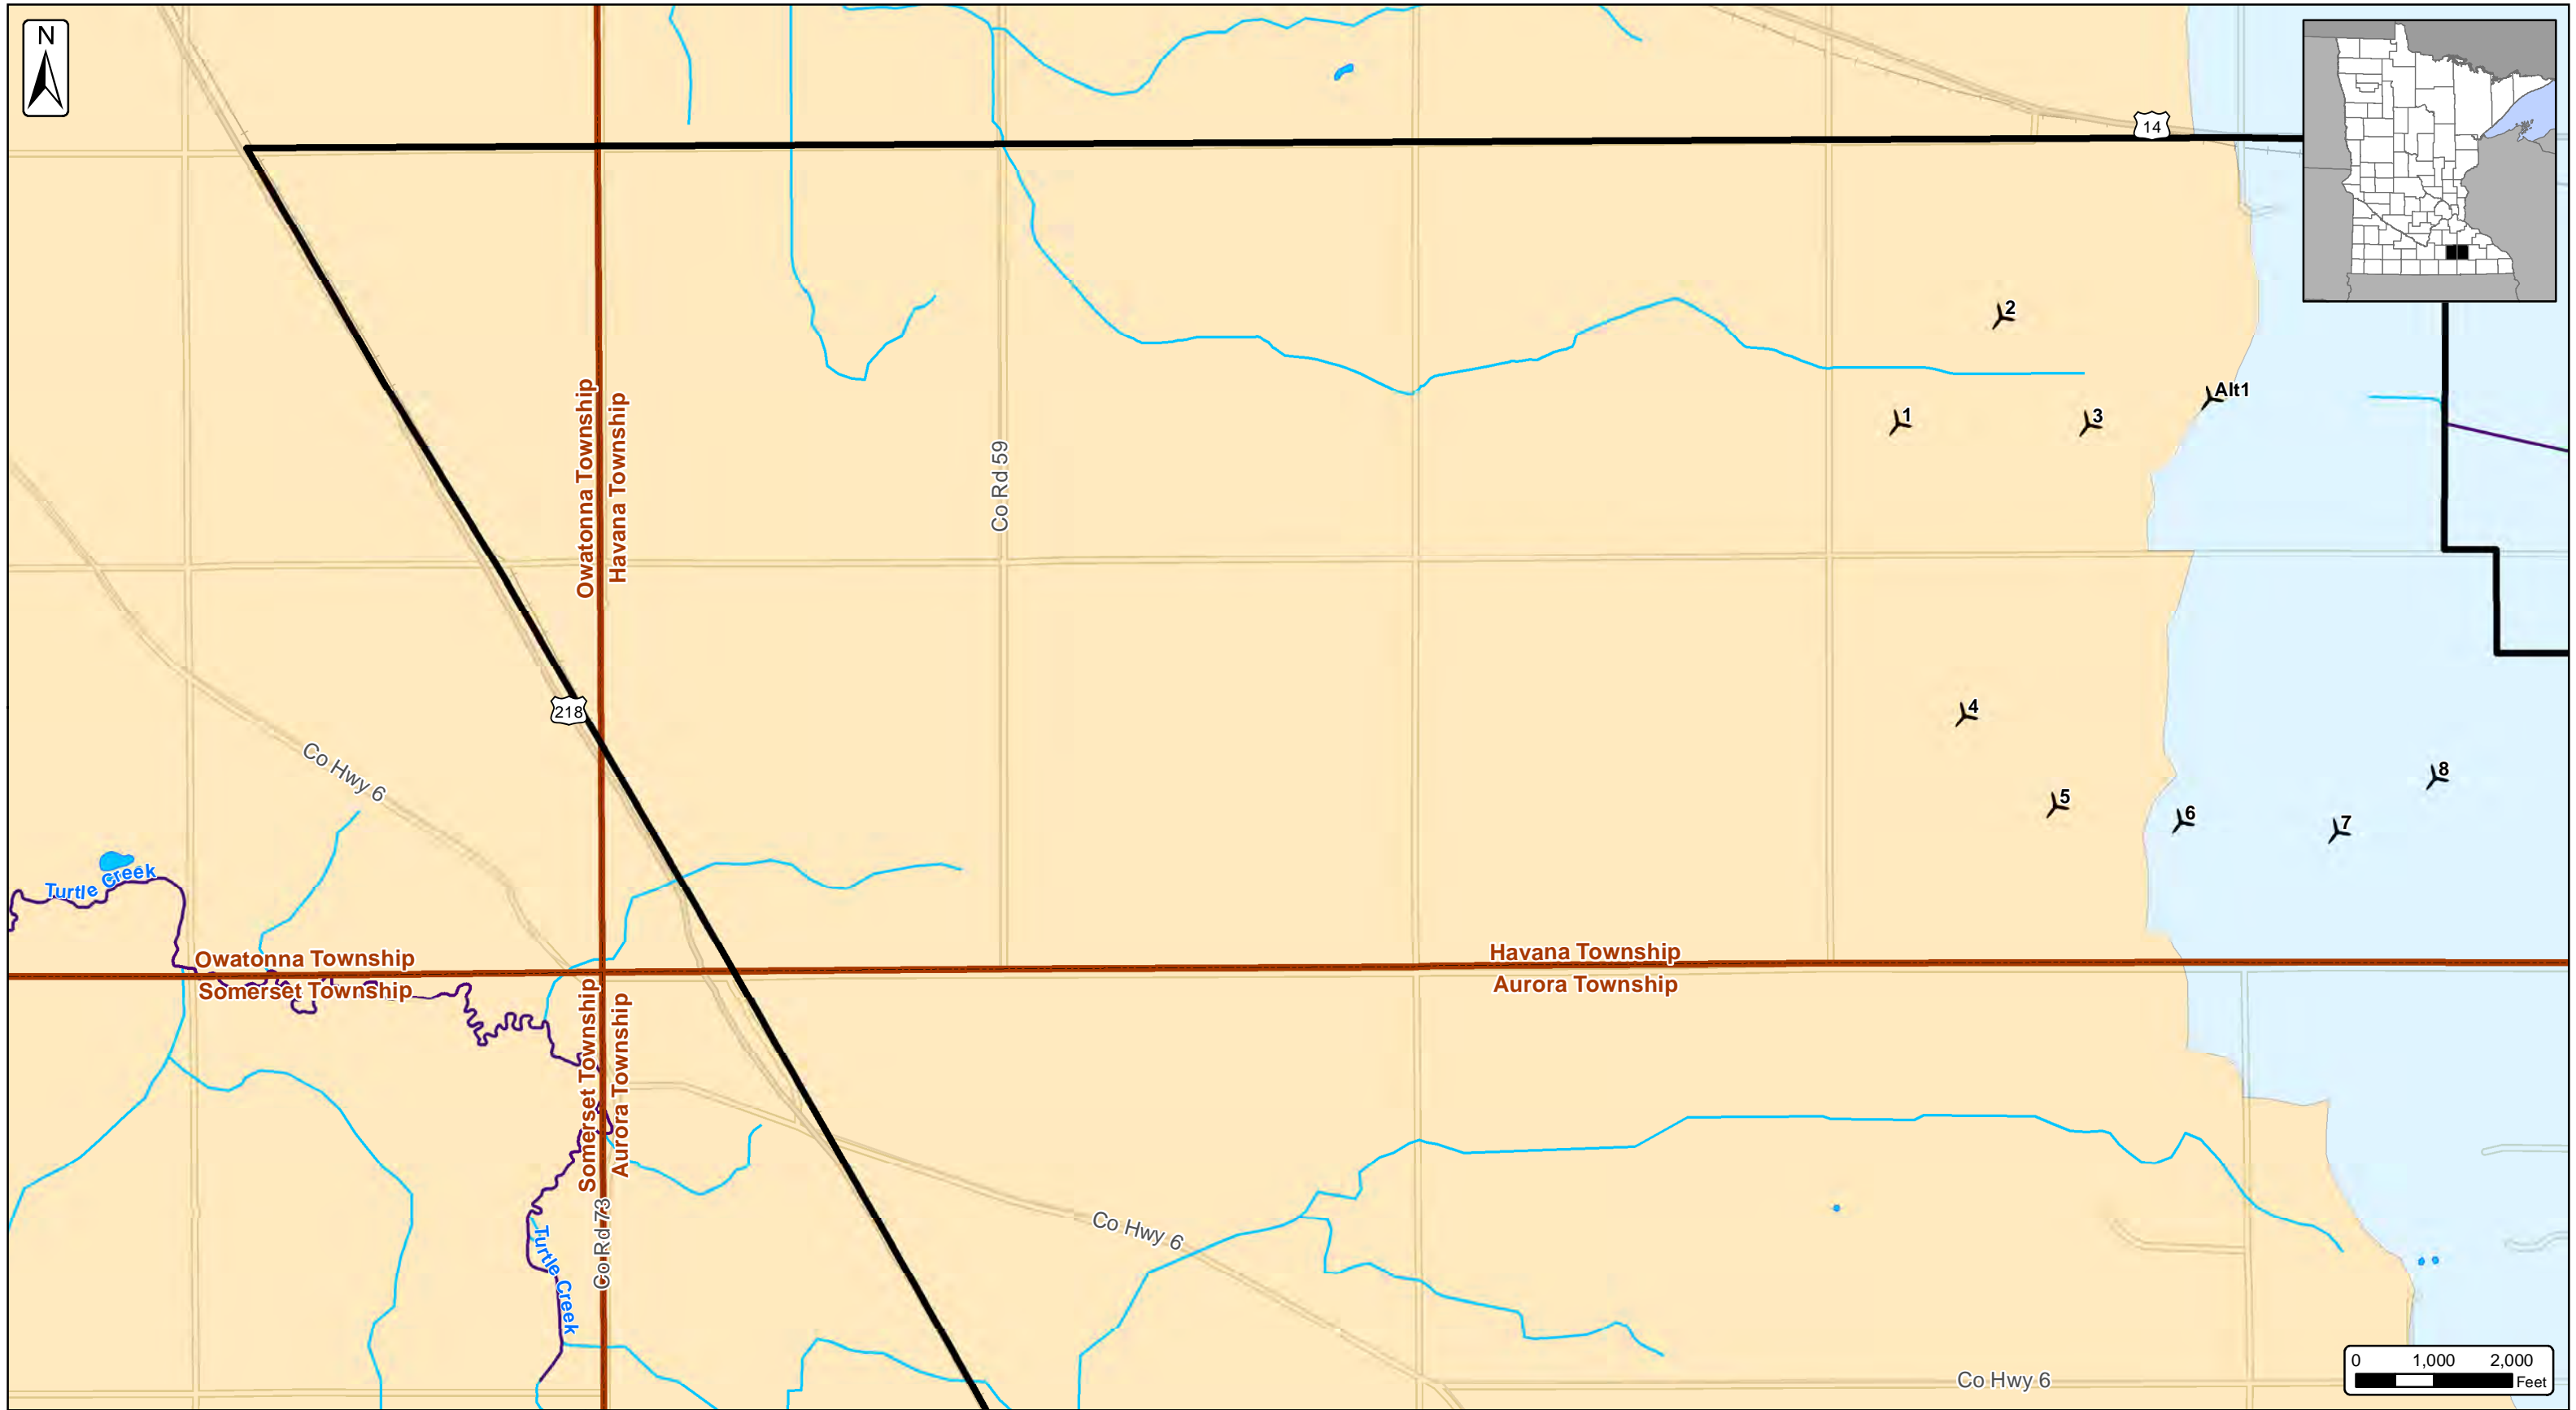 N
14
2
Alt1
1
3
Owatonna Township
Havana Township
Co Rd 59
218
4
Co Hwy 6
8
5
6
7
Turtle Creek
Owatonna Township
Havana Township
Somerset Township
Aurora Township
Somerset Township
Aurora Township
Co Rd 73
Turtle Creek
Co Hwy 6
Co Hwy 6
0 1,000 2,000
Feet